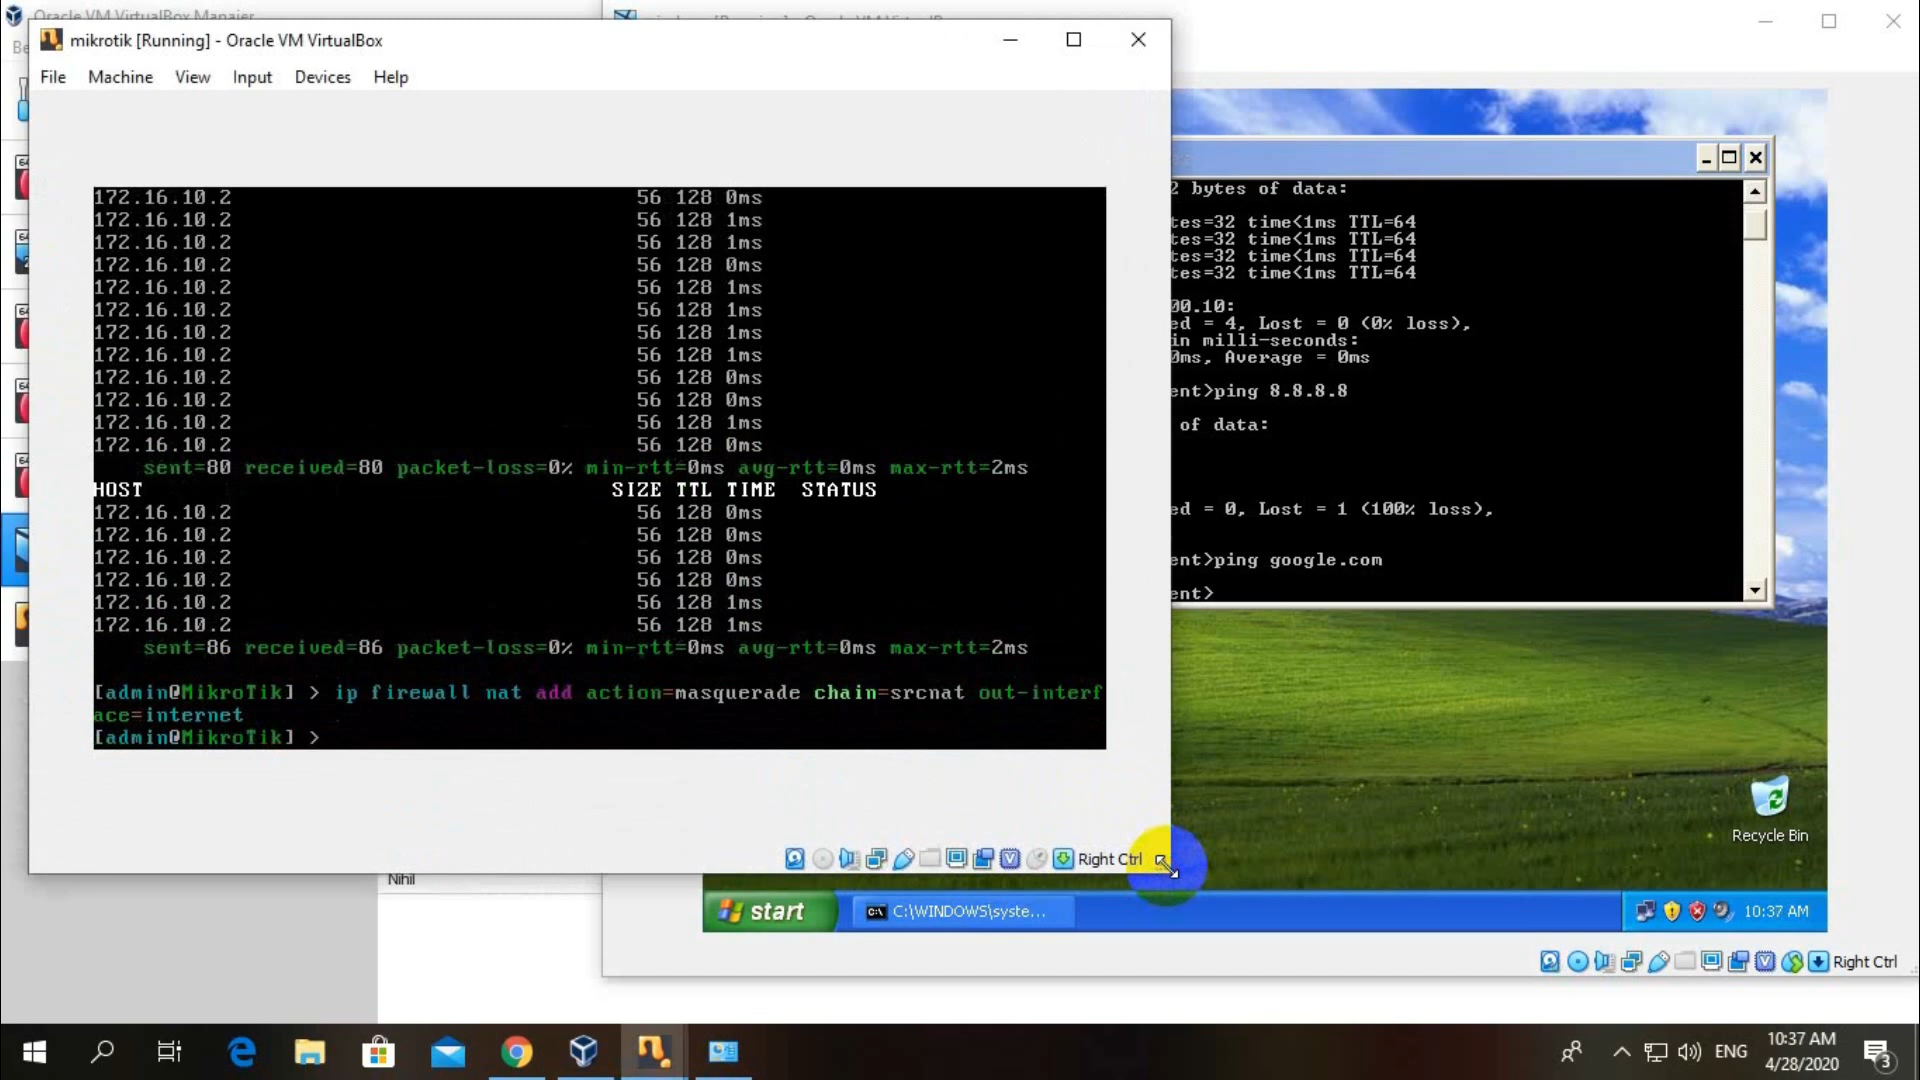 Oracle VM VirtualBox Manajer
mikrotik [Running] - Oracle VM VirtualBox
File Machine View Input Devices Help
172.16.10.2 56 128 0ms
172.16.10.2 56 128 1ms
172.16.10.2 56 128 1ms
172.16.10.2 56 128 0ms
172.16.10.2 56 128 1ms
172.16.10.2 56 128 1ms
172.16.10.2 56 128 1ms
172.16.10.2 56 128 1ms
172.16.10.2 56 128 0ms
172.16.10.2 56 128 0ms
172.16.10.2 56 128 1ms
172.16.10.2 56 128 0ms
sent=80 received=80 packet-loss=0% min-rtt=0ms avg-rtt=0ms max-rtt=2ms
HOST SIZE TTL TIME STATUS
172.16.10.2 56 128 0ms
172.16.10.2 56 128 0ms
172.16.10.2 56 128 0ms
172.16.10.2 56 128 0ms
172.16.10.2 56 128 1ms
172.16.10.2 56 128 1ms
sent=86 received=86 packet-loss=0% min-rtt=0ms avg-rtt=0ms max-rtt=2ms
[admin@MikroTik] > ip firewall nat add action=masquerade chain=srcnat out-interf
ace=internet
[admin@MikroTik] >
Right Ctrl
Nihil
2 bytes of data:
tes=32 time<1ms TTL=64
tes=32 time<1ms TTL=64
tes=32 time<1ms TTL=64
tes=32 time<1ms TTL=64
00.10:
ed = 4, Lost = 0 (0% loss),
in milli-seconds:
0ms, Average = 0ms
ent>ping 8.8.8.8
of data:
ed = 0, Lost = 1 (100% loss),
ent>ping google.com
ent>
Recycle Bin
start
C:\WINDOWS\syste...
10:37 AM
Right Ctrl
ENG
10:37 AM
4/28/2020
3